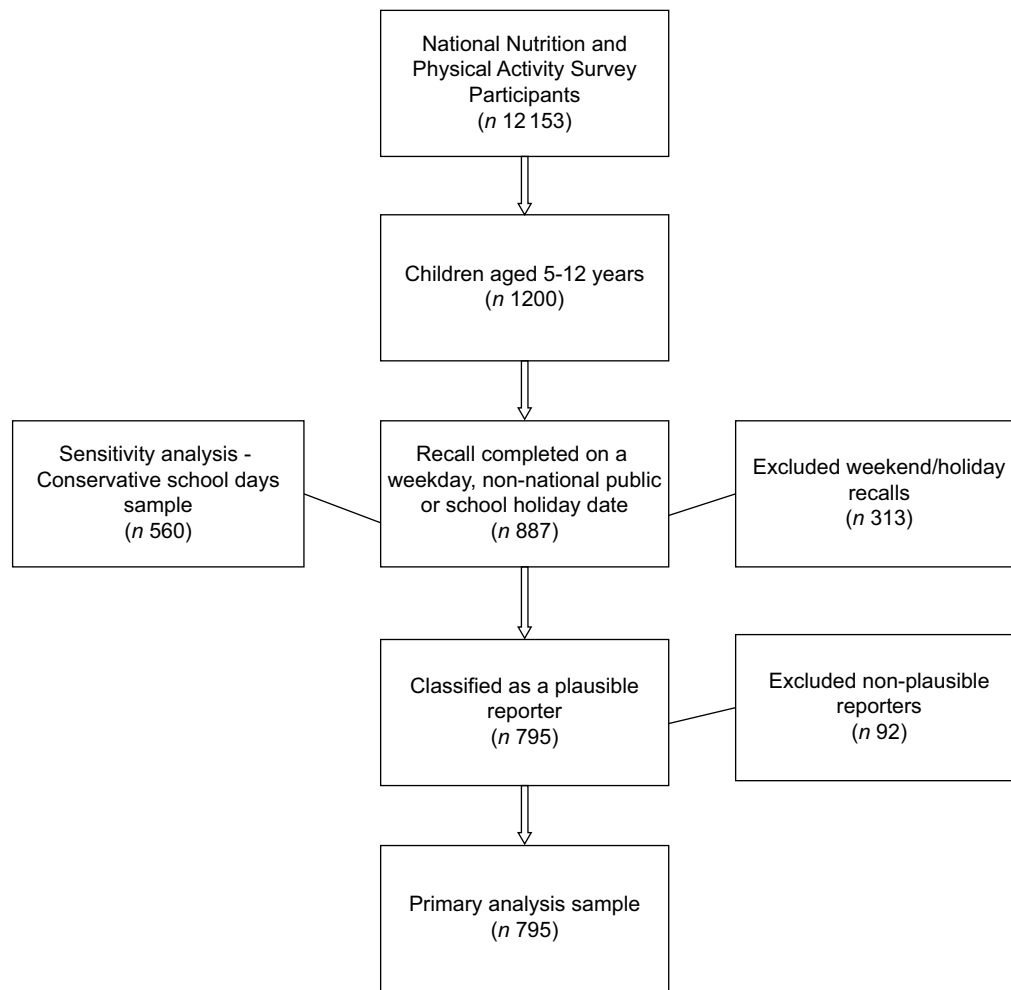 National Nutrition and
Physical Activity Survey
Participants
(n 12 153)
Children aged 5-12 years
(n 1200)
Sensitivity analysis -
Conservative school days
sample
(n 560)
Recall completed on a
weekday, non-national public
or school holiday date
(n 887)
Excluded weekend/holiday
recalls
(n 313)
Classified as a plausible
reporter
(n 795)
Excluded non-plausible
reporters
(n 92)
Primary analysis sample
(n 795)